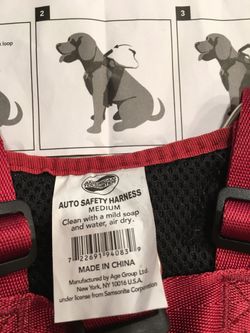 loop
2
3
AUTO SAFETY HARNESS
MEDIUM
Clean with a mild soap
and water, air dry.
7 22691 94083 9
MADE IN CHINA
Manufactured by Age Group Ltd.
New York, NY 10016 U.S.A.
under license from Samsonite Corporation